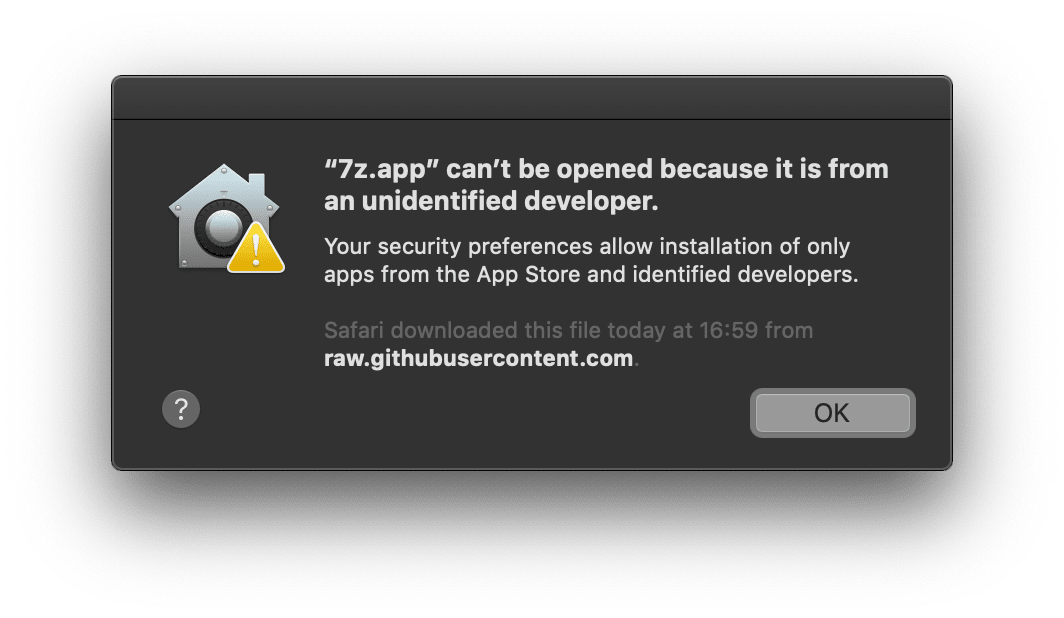 “7z.app” can’t be opened because it is from
an unidentified developer.
Your security preferences allow installation of only
apps from the App Store and identified developers.
Safari downloaded this file today at 16:59 from
raw.githubusercontent.com.
?
OK